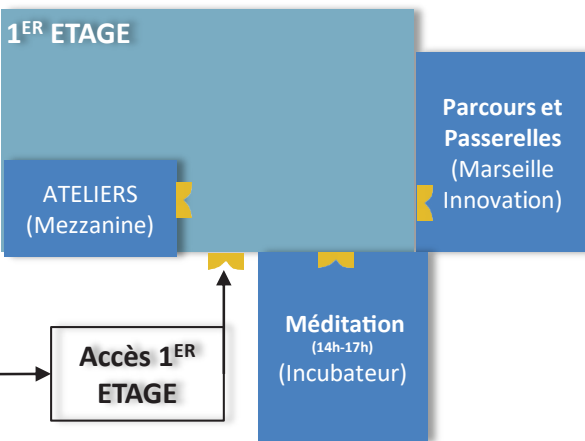 1ER ETAGE
Parcours et
Passerelles
(Marseille
Innovation)
ATELIERS
(Mezzanine)
Méditation
(14h-17h)
(Incubateur)
Accès 1ER
ETAGE